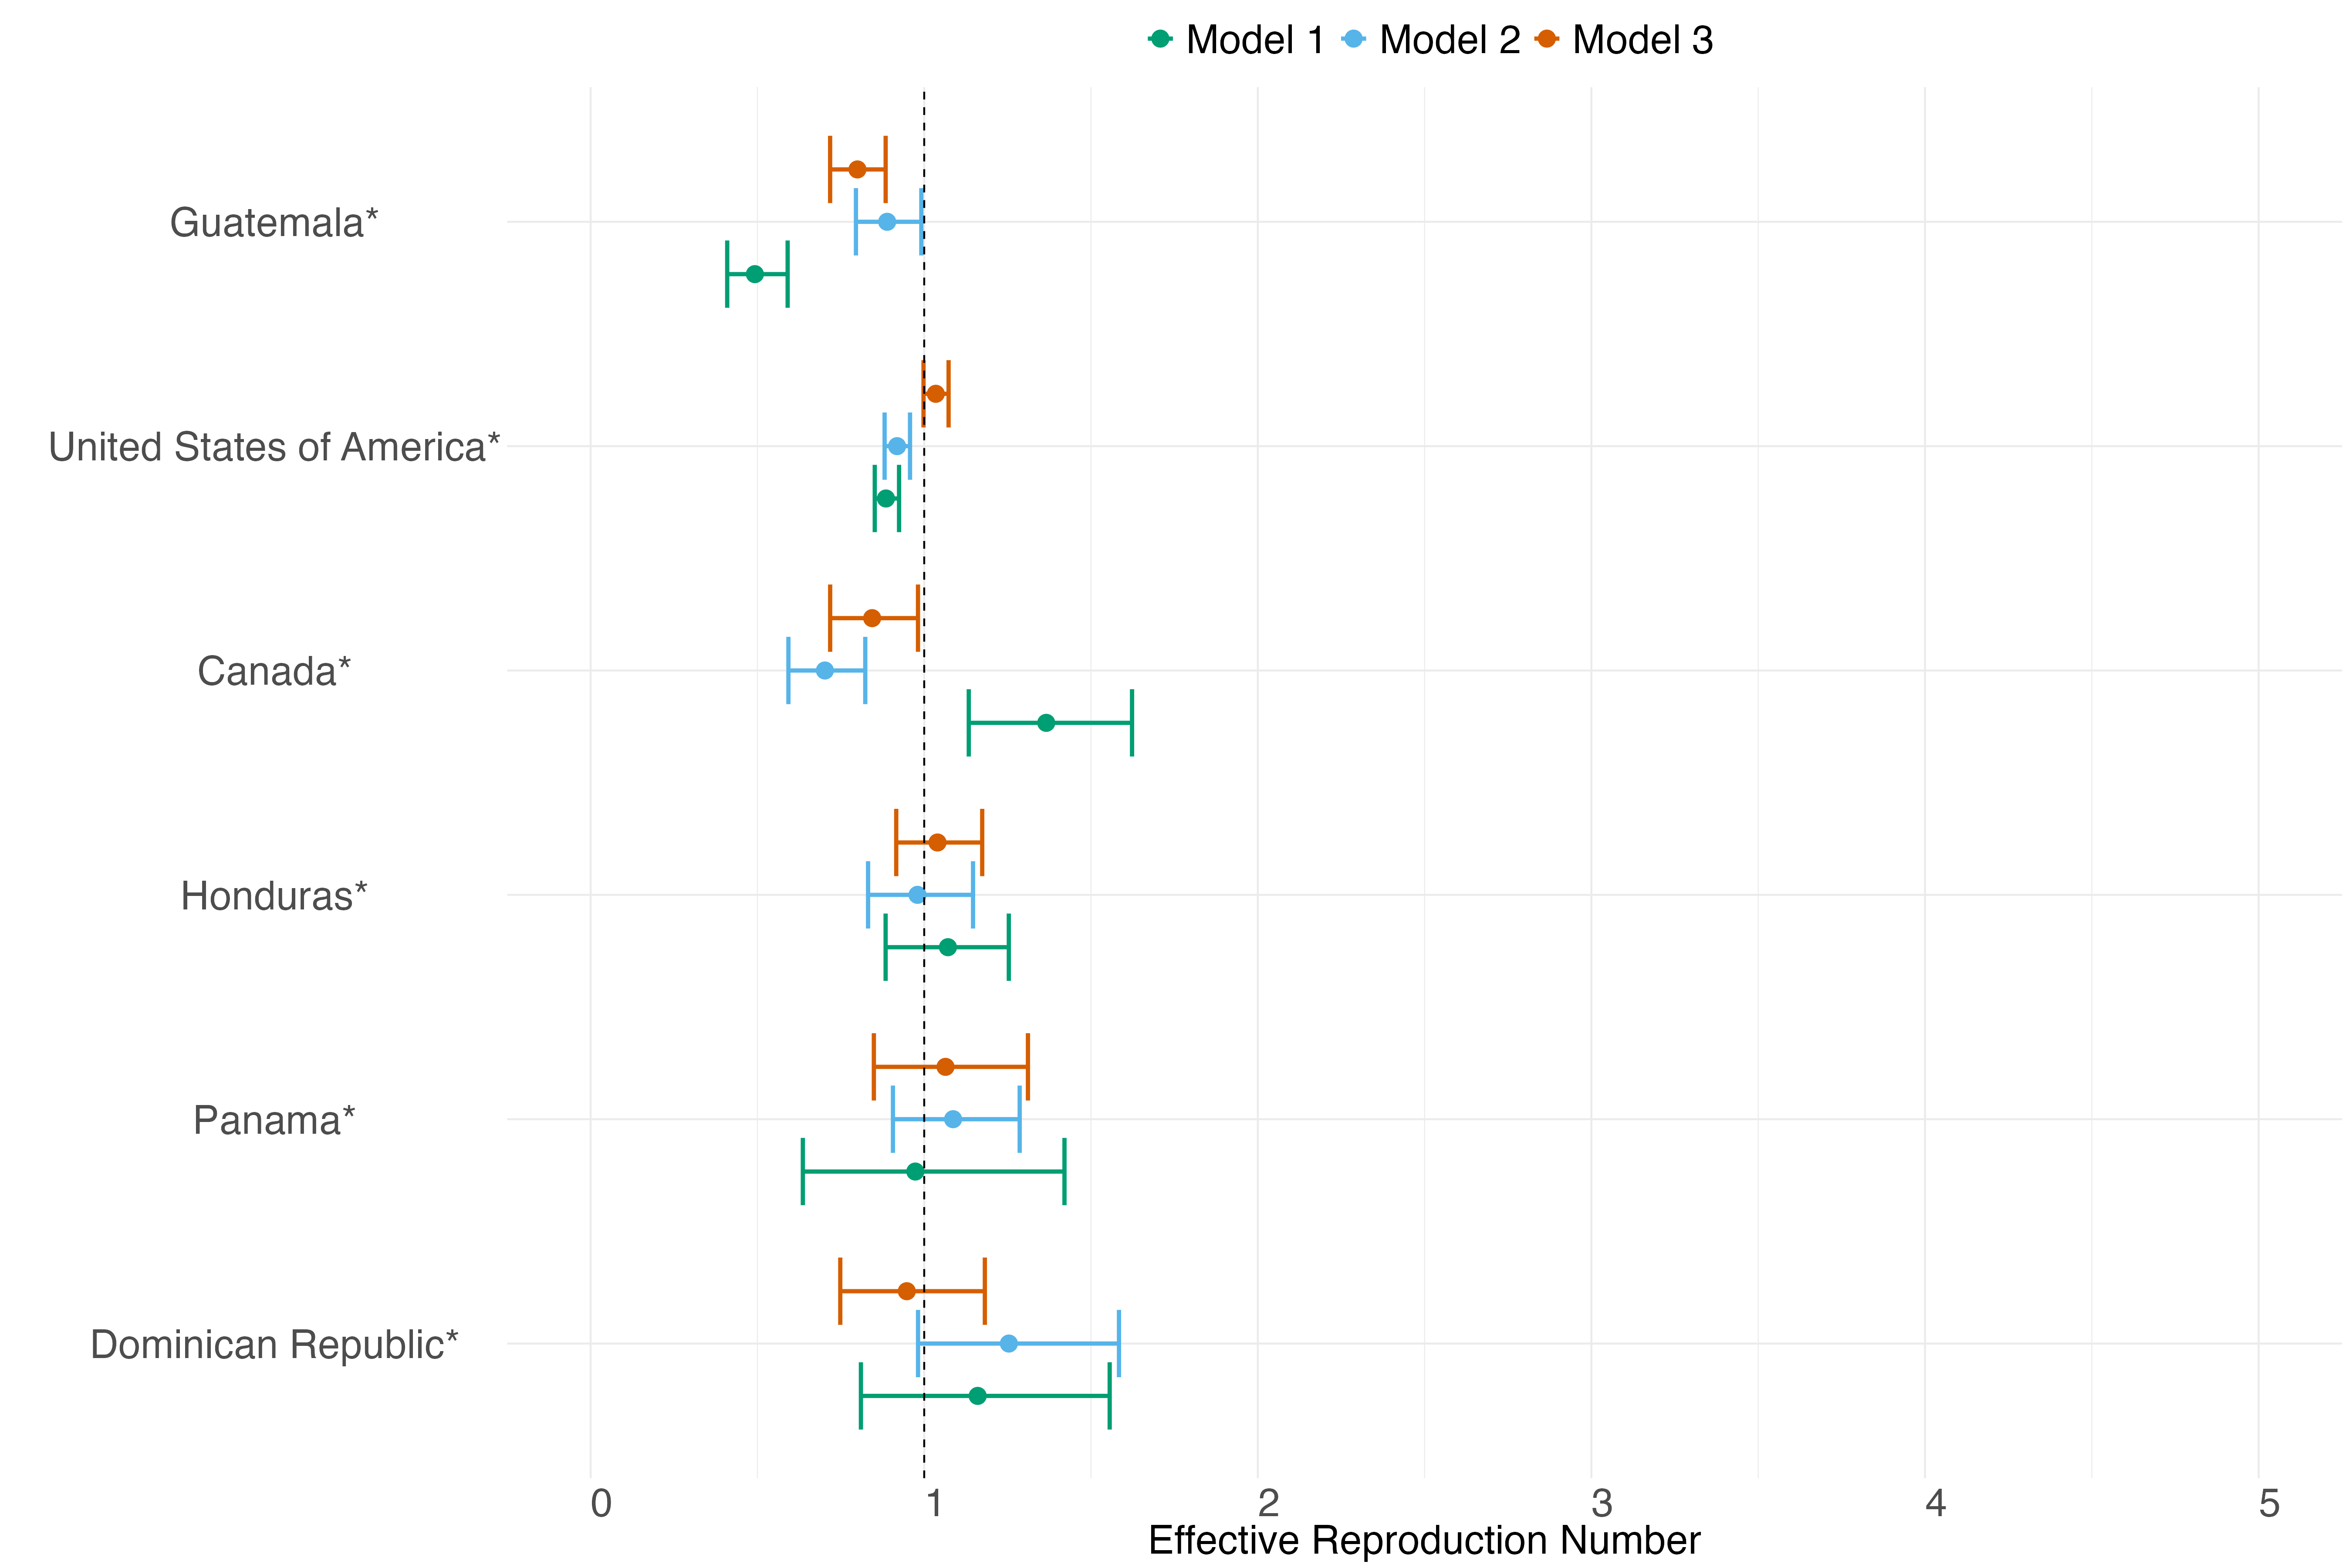 Model 1 Model 2 Model 3
Guatemala*
United States of America*
Canada*
Honduras*
Panama*
Dominican Republic*
0 1 2 3 4 5
Effective Reproduction Number